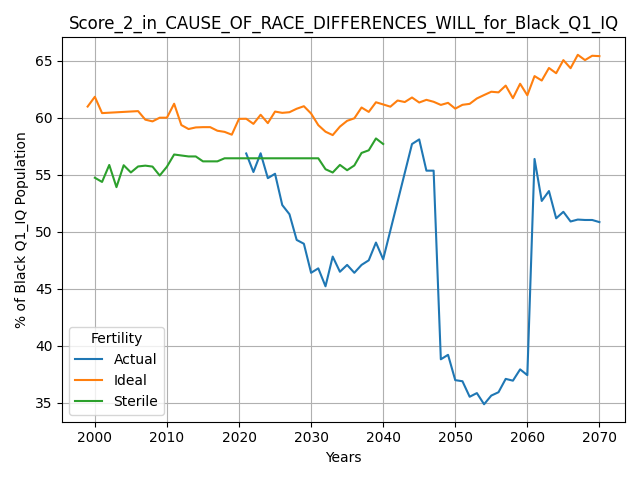 Score_2_in_CAUSE_OF_RACE_DIFFERENCES_WILL_for_Black_Q1_IQ
% of Black Q1_IQ Population
65
60
55
50
45
40
35
Fertility
Actual
Ideal
Sterile
2000 2010 2020 2030 2040 2050 2060 2070
Years